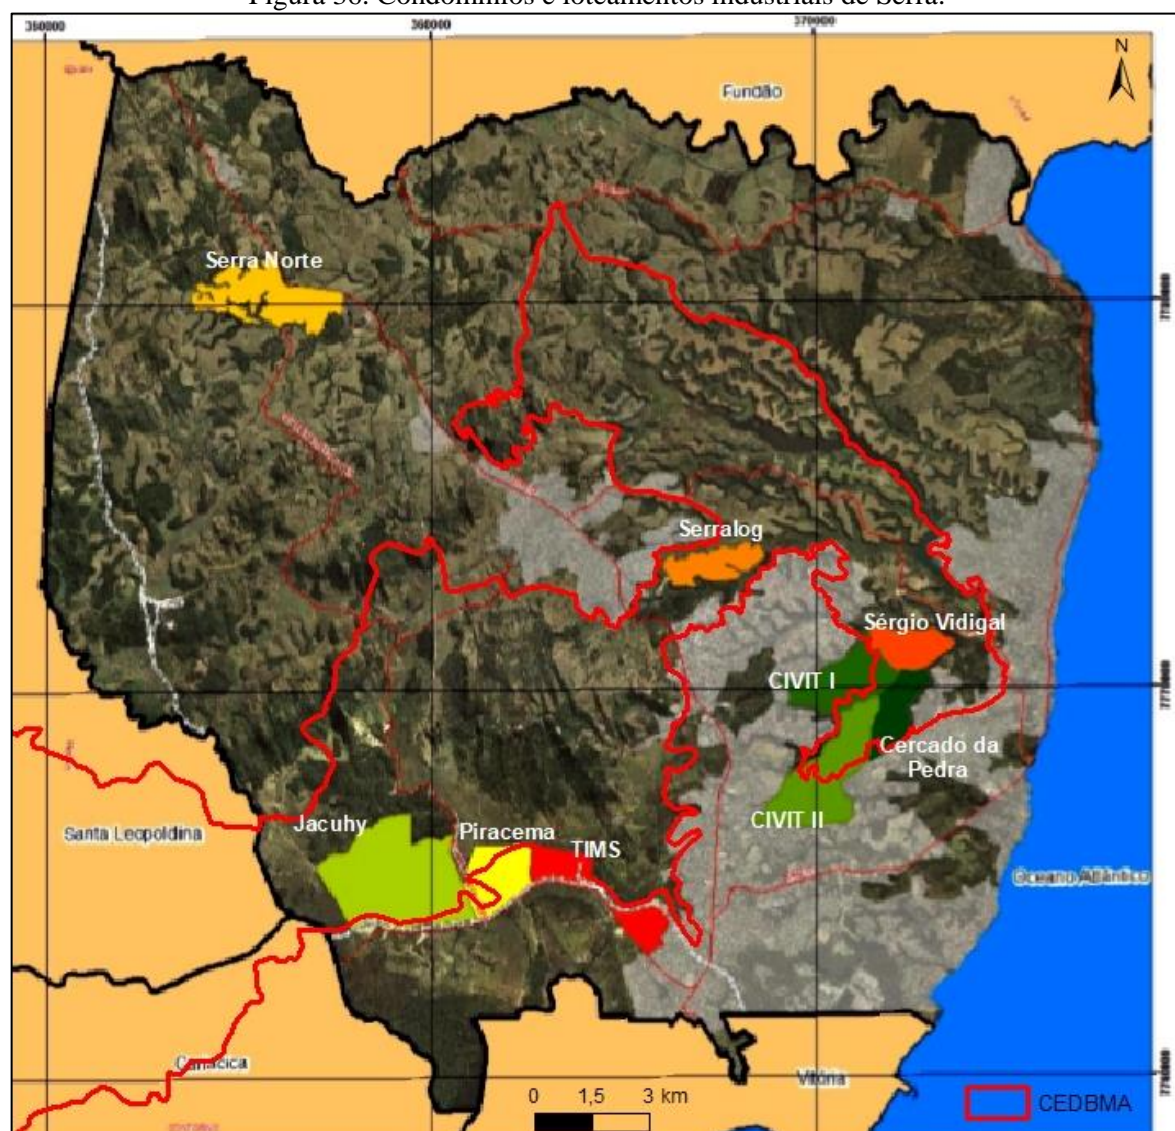 Figura 36. Condomínios e loteamentos industriais de Serra.
360000
370000
N
Fundão
Serra Norte
Serralog
Sérgio Vidigal
CIVIT I
Cercado da
Pedra
CIVIT II
Jacuhy
Piracema
TIMS
Santa Leopoldina
Oceano Atlântico
Cariacica
Vitória
0 1,5 3 km
CEDBMA